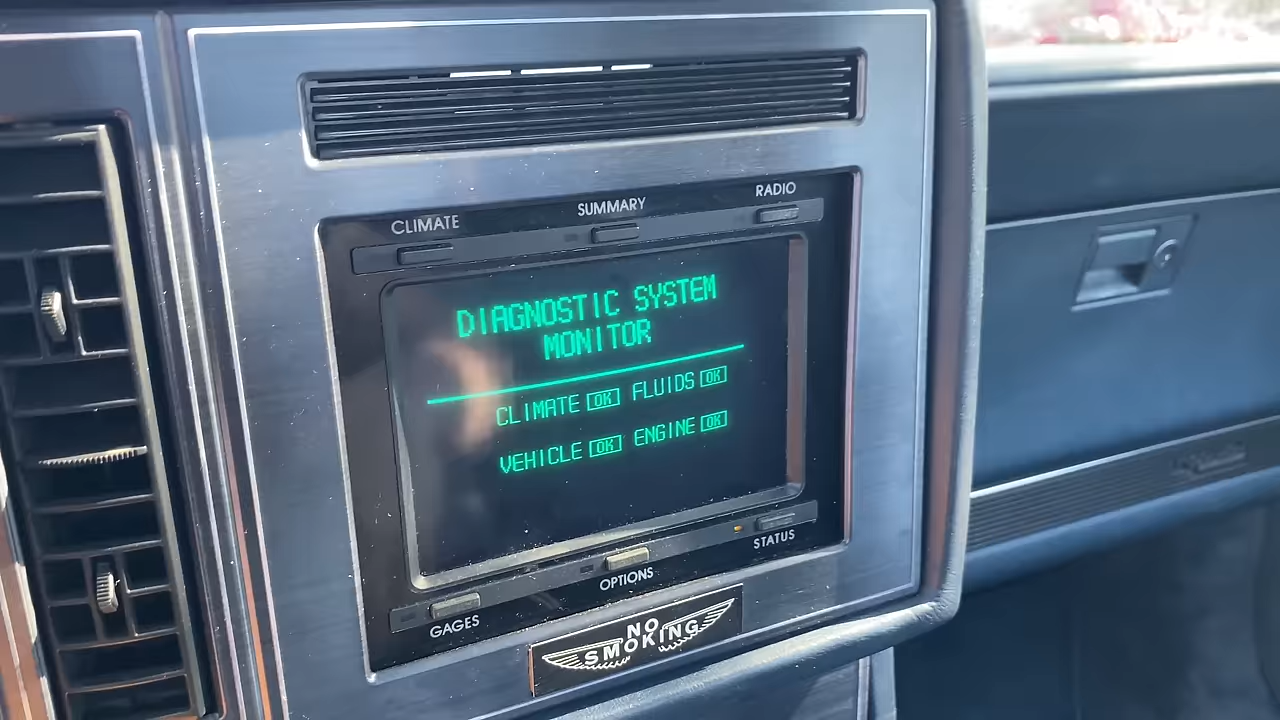 CLIMATE
SUMMARY
RADIO
DIAGNOSTIC SYSTEM
MONITOR
CLIMATE OK FLUIDS OK
VEHICLE OK ENGINE OK
GAGES
OPTIONS
STATUS
NO
SMOKING